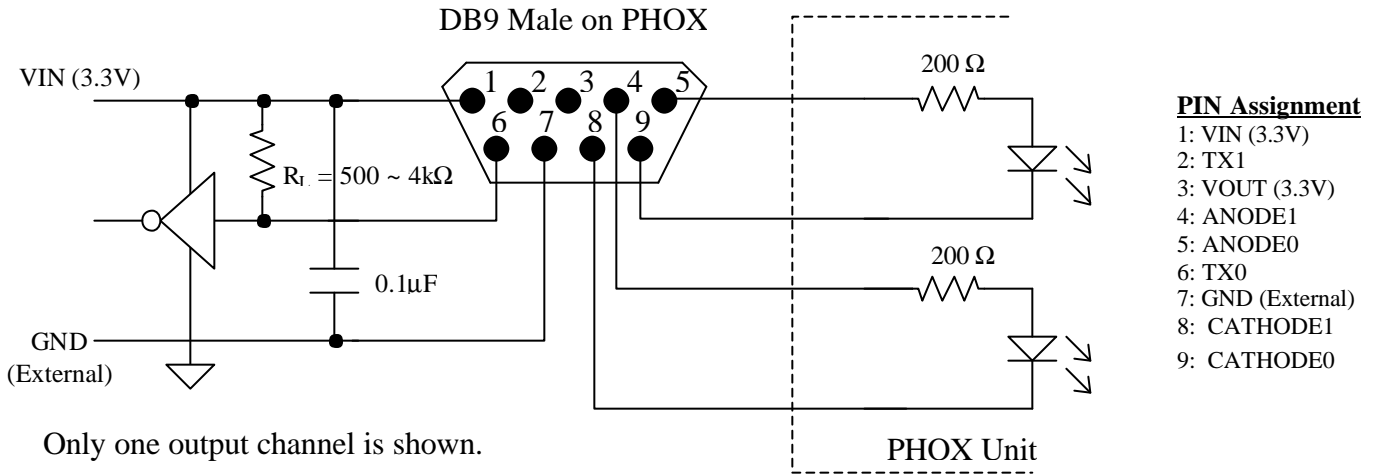 DB9 Male on PHOX
VIN (3.3V)
1 2 3 4 5
6 7 8 9
R_L = 500 ~ 4kΩ
0.1μF
GND
(External)
Only one output channel is shown.
200 Ω
200 Ω
PHOX Unit
PIN Assignment
1: VIN (3.3V)
2: TX1
3: VOUT (3.3V)
4: ANODE1
5: ANODE0
6: TX0
7: GND (External)
8: CATHODE1
9: CATHODE0